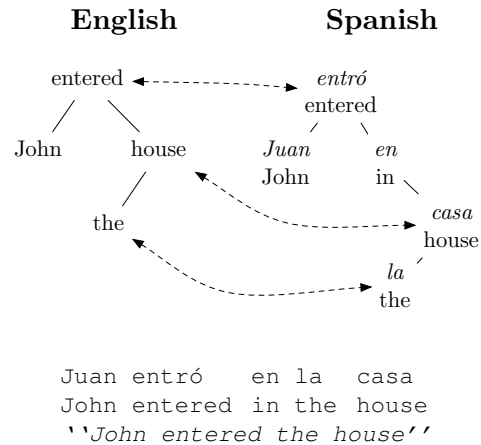 English Spanish
entered entró
entered
John house Juan en
John in
the casa
house
la
the
Juan entró en la casa
John entered in the house
‘‘John entered the house’’